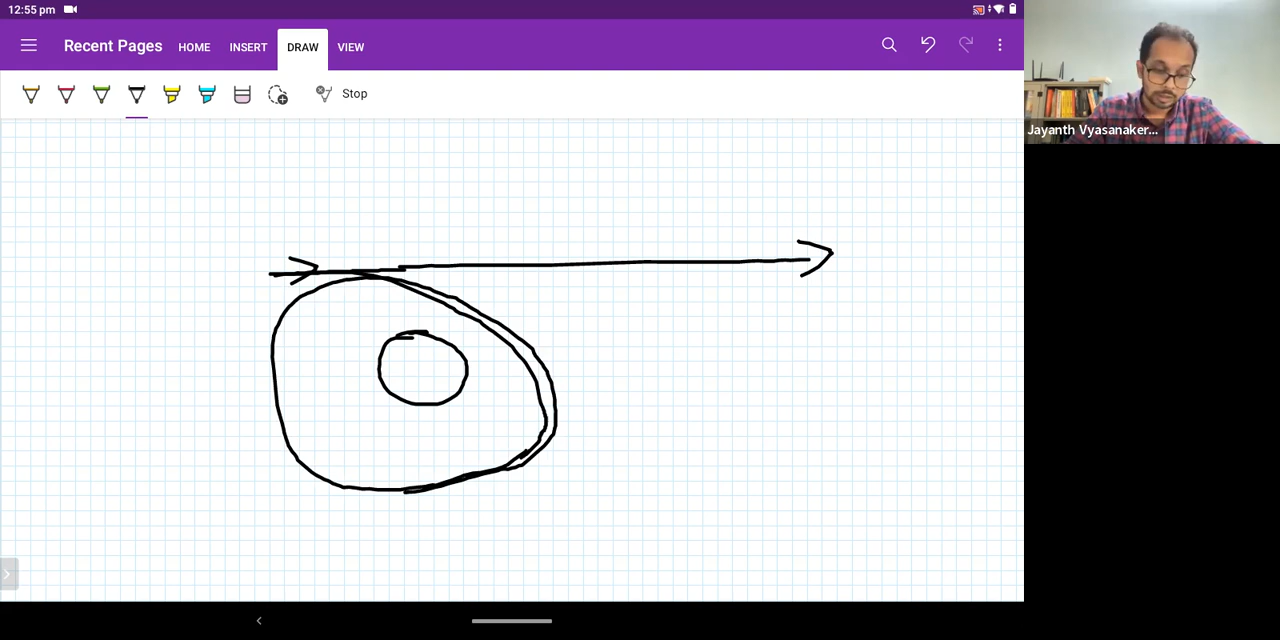 12:55 pm
Recent Pages HOME INSERT DRAW VIEW
Stop
Jayanth Vyasanaker...